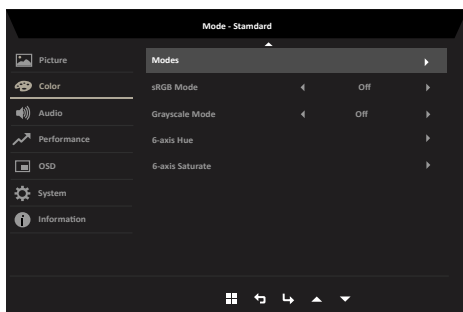 Mode - Stamdard
Picture
Modes
Color
sRGB Mode Off
Audio
Grayscale Mode Off
Performance
6-axis Hue
OSD
6-axis Saturate
System
Information